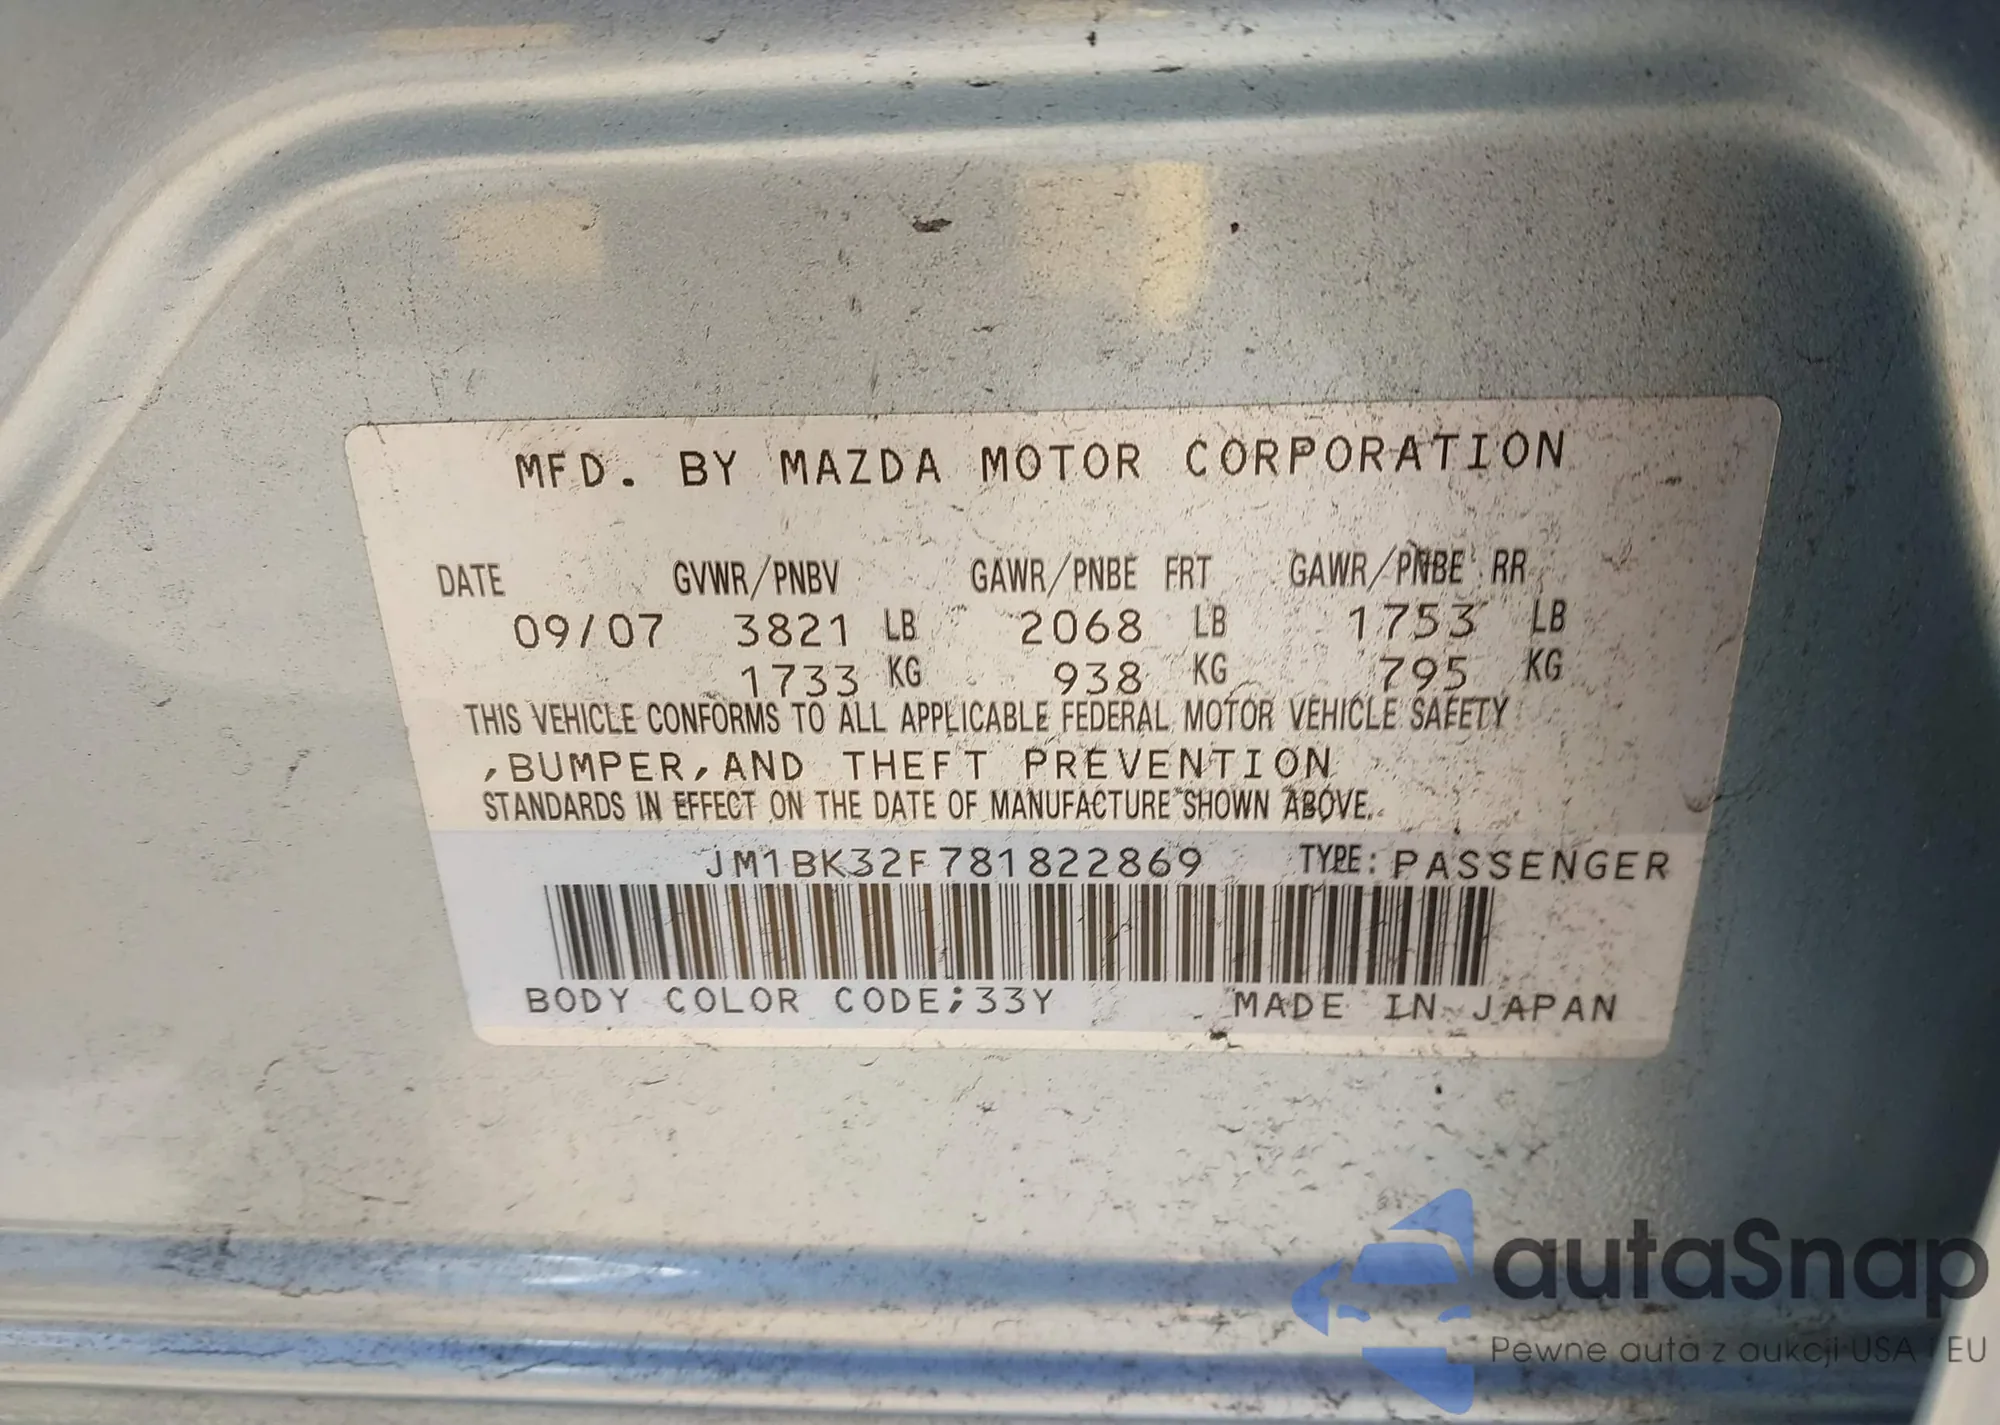 MFD. BY MAZDA MOTOR CORPORATION
DATE GVWR/PNBV GAWR/PNBE FRT GAWR/PNBE RR
09/07 3821 LB 2068 LB 1753 LB
1733 KG 938 KG 795 KG
THIS VEHICLE CONFORMS TO ALL APPLICABLE FEDERAL MOTOR VEHICLE SAFETY
,BUMPER,AND THEFT PREVENTION
STANDARDS IN EFFECT ON THE DATE OF MANUFACTURE SHOWN ABOVE.
JM1BK32F781822869 TYPE: PASSENGER
BODY COLOR CODE;33Y MADE IN JAPAN
autaSnap
Pewne auta z aukcji USA i EU